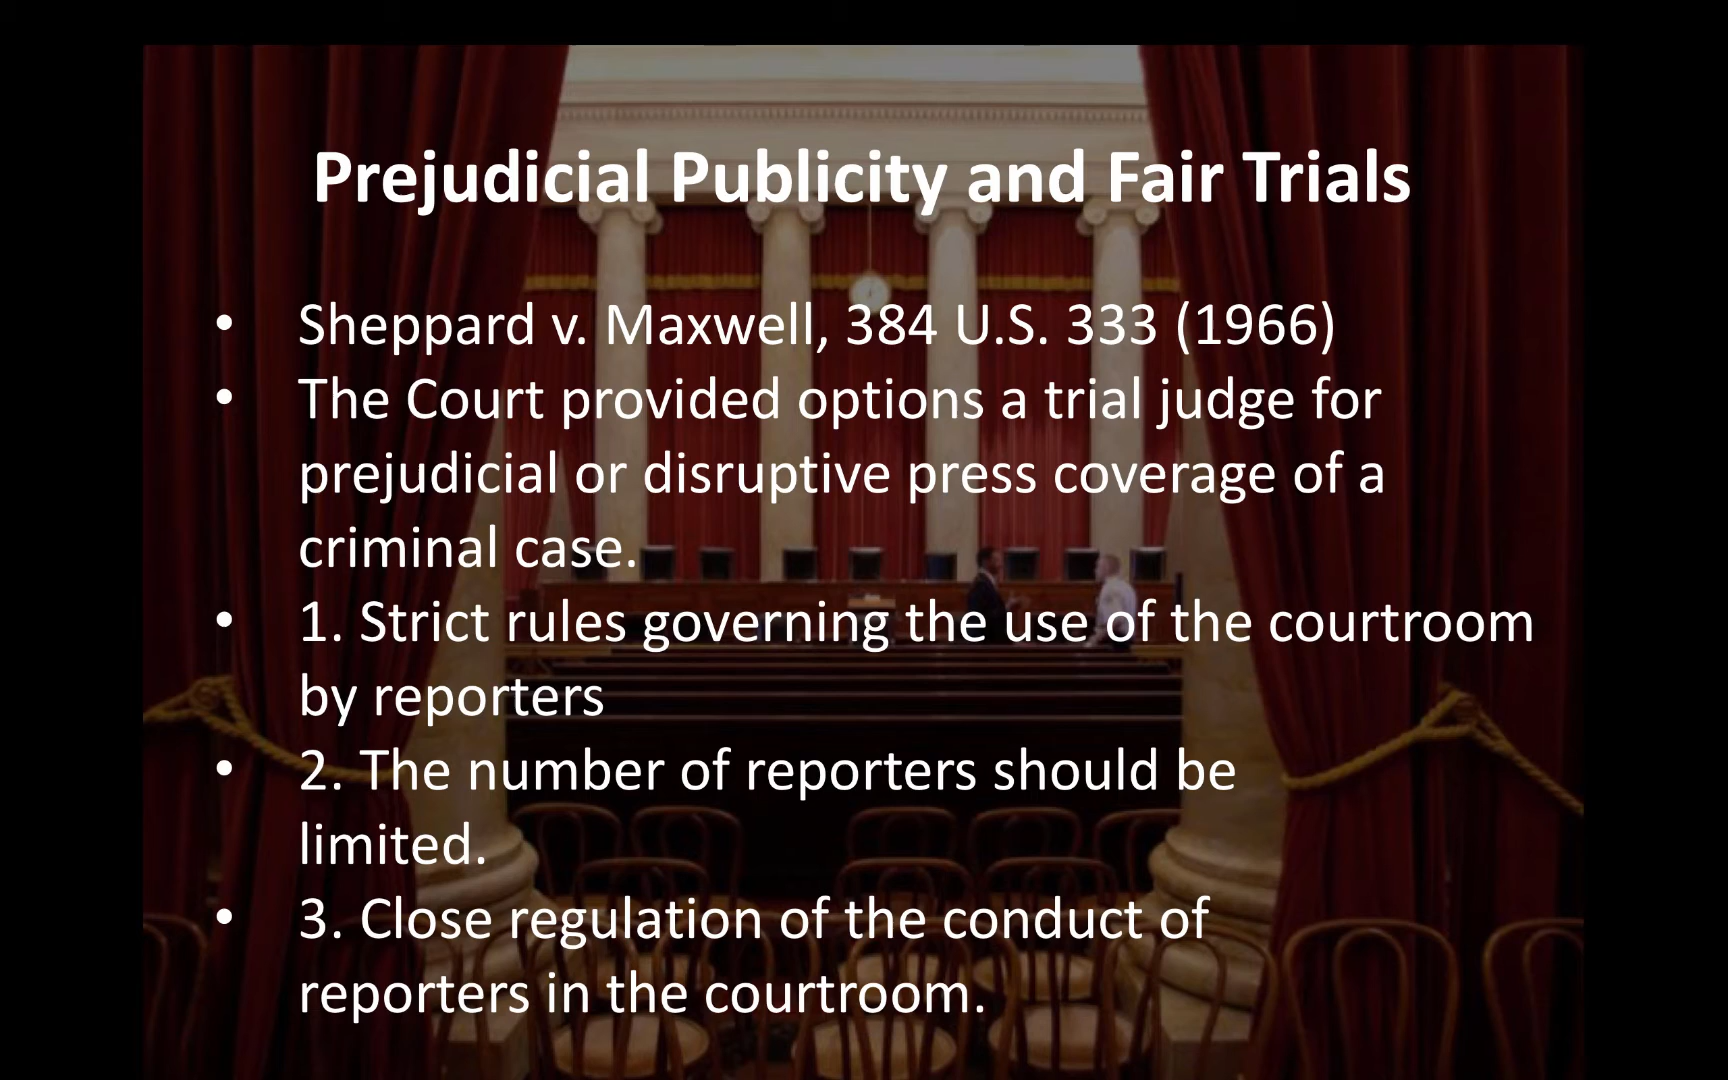 Prejudicial Publicity and Fair Trials
• Sheppard v. Maxwell, 384 U.S. 333 (1966)
• The Court provided options a trial judge for
prejudicial or disruptive press coverage of a
criminal case.
• 1. Strict rules governing the use of the courtroom
by reporters
• 2. The number of reporters should be
limited.
• 3. Close regulation of the conduct of
reporters in the courtroom.